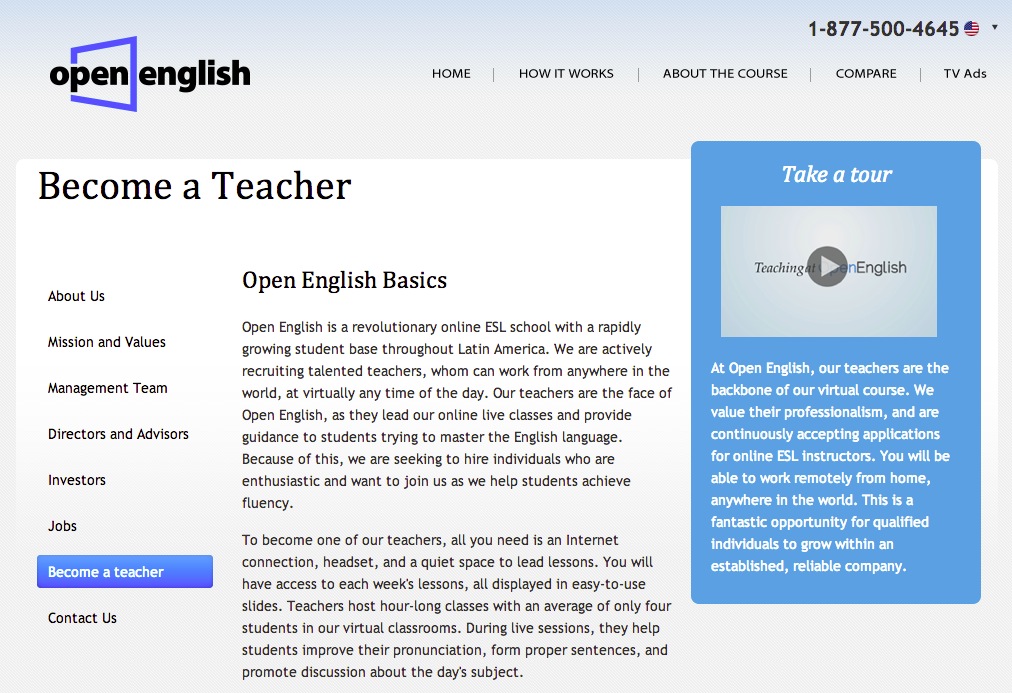 1-877-500-4645
open english
HOME
HOW IT WORKS
ABOUT THE COURSE
COMPARE
TV Ads
Become a Teacher
About Us
Mission and Values
Management Team
Directors and Advisors
Investors
Jobs
Become a teacher
Contact Us
Open English Basics
Open English is a revolutionary online ESL school with a rapidly
growing student base throughout Latin America. We are actively
recruiting talented teachers, whom can work from anywhere in the
world, at virtually any time of the day. Our teachers are the face of
Open English, as they lead our online live classes and provide
guidance to students trying to master the English language.
Because of this, we are seeking to hire individuals who are
enthusiastic and want to join us as we help students achieve
fluency.
To become one of our teachers, all you need is an Internet
connection, headset, and a quiet space to lead lessons. You will
have access to each week's lessons, all displayed in easy-to-use
slides. Teachers host hour-long classes with an average of only four
students in our virtual classrooms. During live sessions, they help
students improve their pronunciation, form proper sentences, and
promote discussion about the day's subject.
Take a tour
Teaching at OpenEnglish
At Open English, our teachers are the
backbone of our virtual course. We
value their professionalism, and are
continuously accepting applications
for online ESL instructors. You will be
able to work remotely from home,
anywhere in the world. This is a
fantastic opportunity for qualified
individuals to grow within an
established, reliable company.